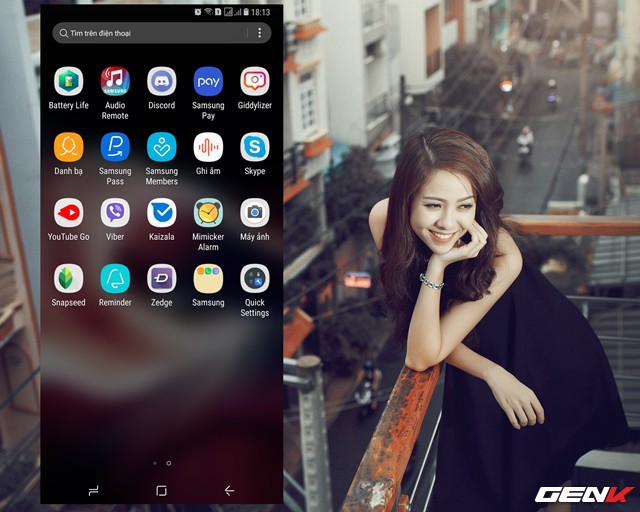 18:13
Tìm trên điện thoại
Battery Life
SAMSUNG
Audio
Remote
Discord
pay
Samsung
Pay
Giddylizer
Danh bạ
Samsung
Pass
Samsung
Members
Ghi âm
S
Skype
YouTube Go
Viber
Kaizala
Mimicker
Alarm
Máy ảnh
Snapseed
Reminder
Zedge
Samsung
Quick
Settings
GENK